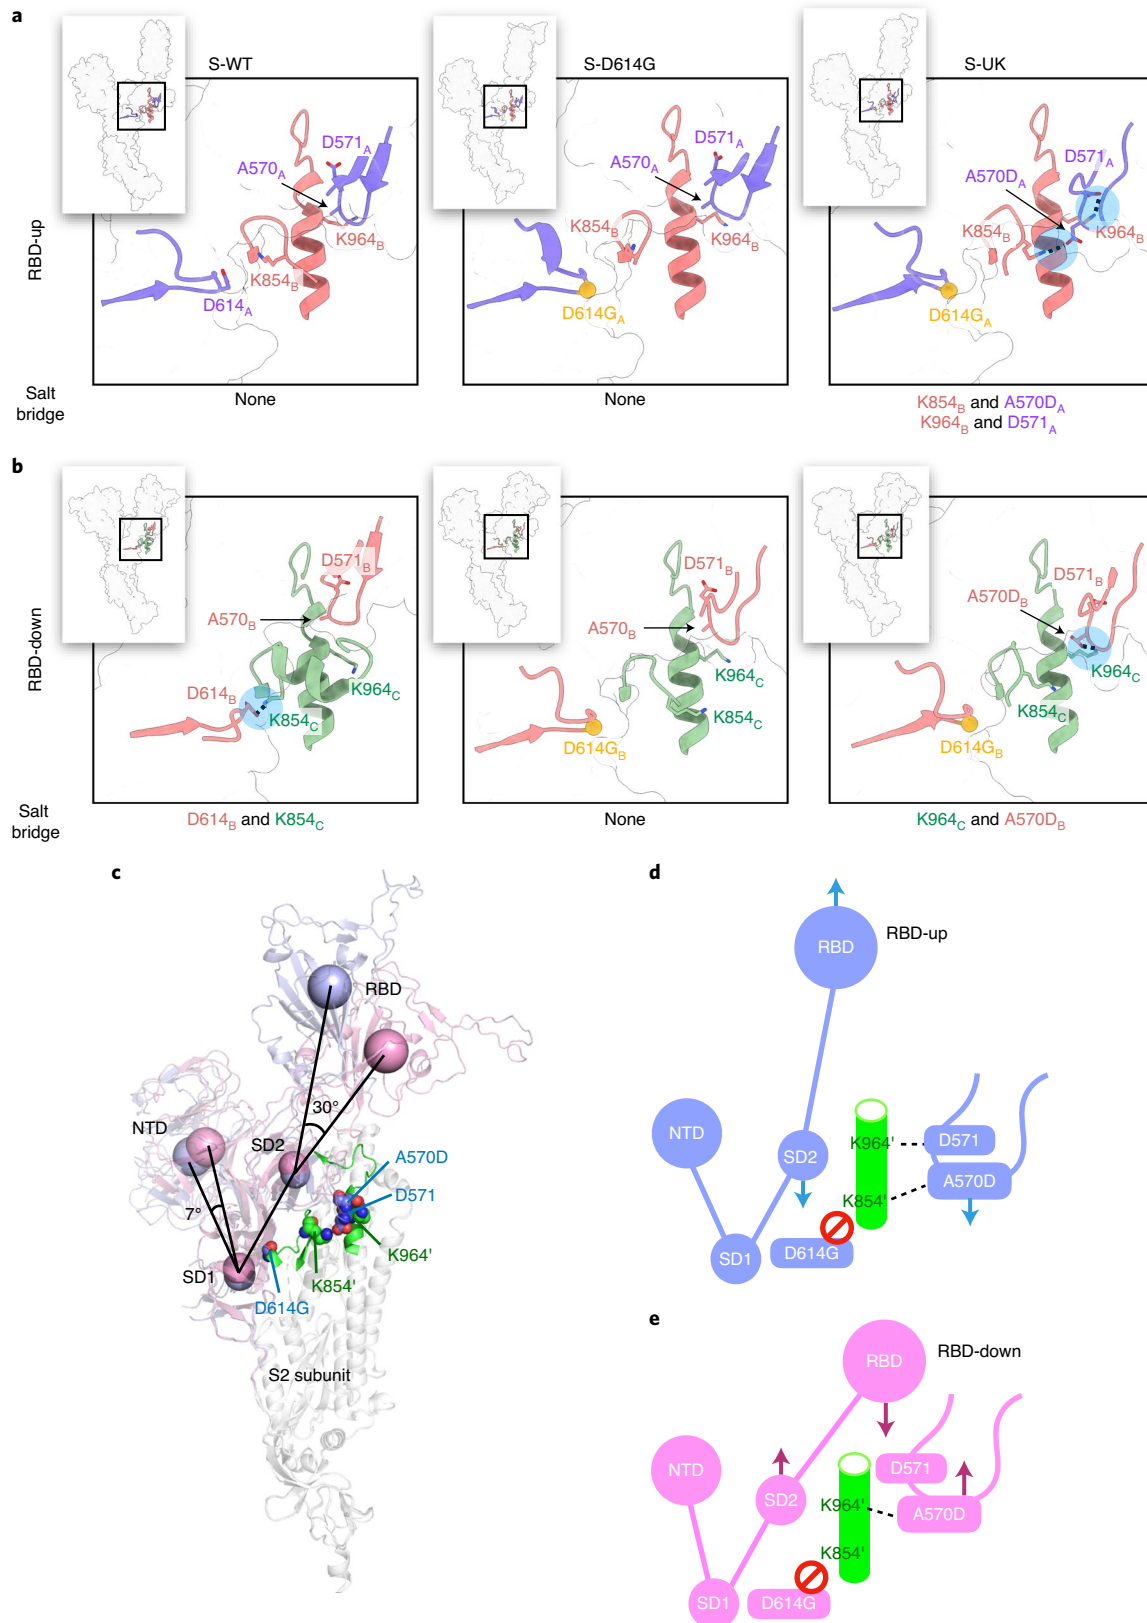 a
S-WT
S-D614G
S-UK
RBD-up
D571A
A570A
K964B
K854B
D614A
D571A
A570A
K854B
K964B
D614GA
D571A
A570DA
K854B
K964B
D614GA
Salt bridge
None
None
K854B and A570DA
K964B and D571A
b
RBD-down
D571B
A570B
K964C
D614B
K854C
D571B
A570B
K964C
K854C
D614GB
D571B
A570DB
K964C
K854C
D614GB
Salt bridge
D614B and K854C
None
K964C and A570DB
c
RBD
NTD
30°
SD2
A570D
D571
7°
K964'
SD1
K854'
D614G
S2 subunit
d
RBD
RBD-up
NTD
K964'
D571
SD2
A570D
K854'
SD1
D614G
e
RBD
RBD-down
NTD
D571
SD2
K964'
A570D
K854'
SD1
D614G